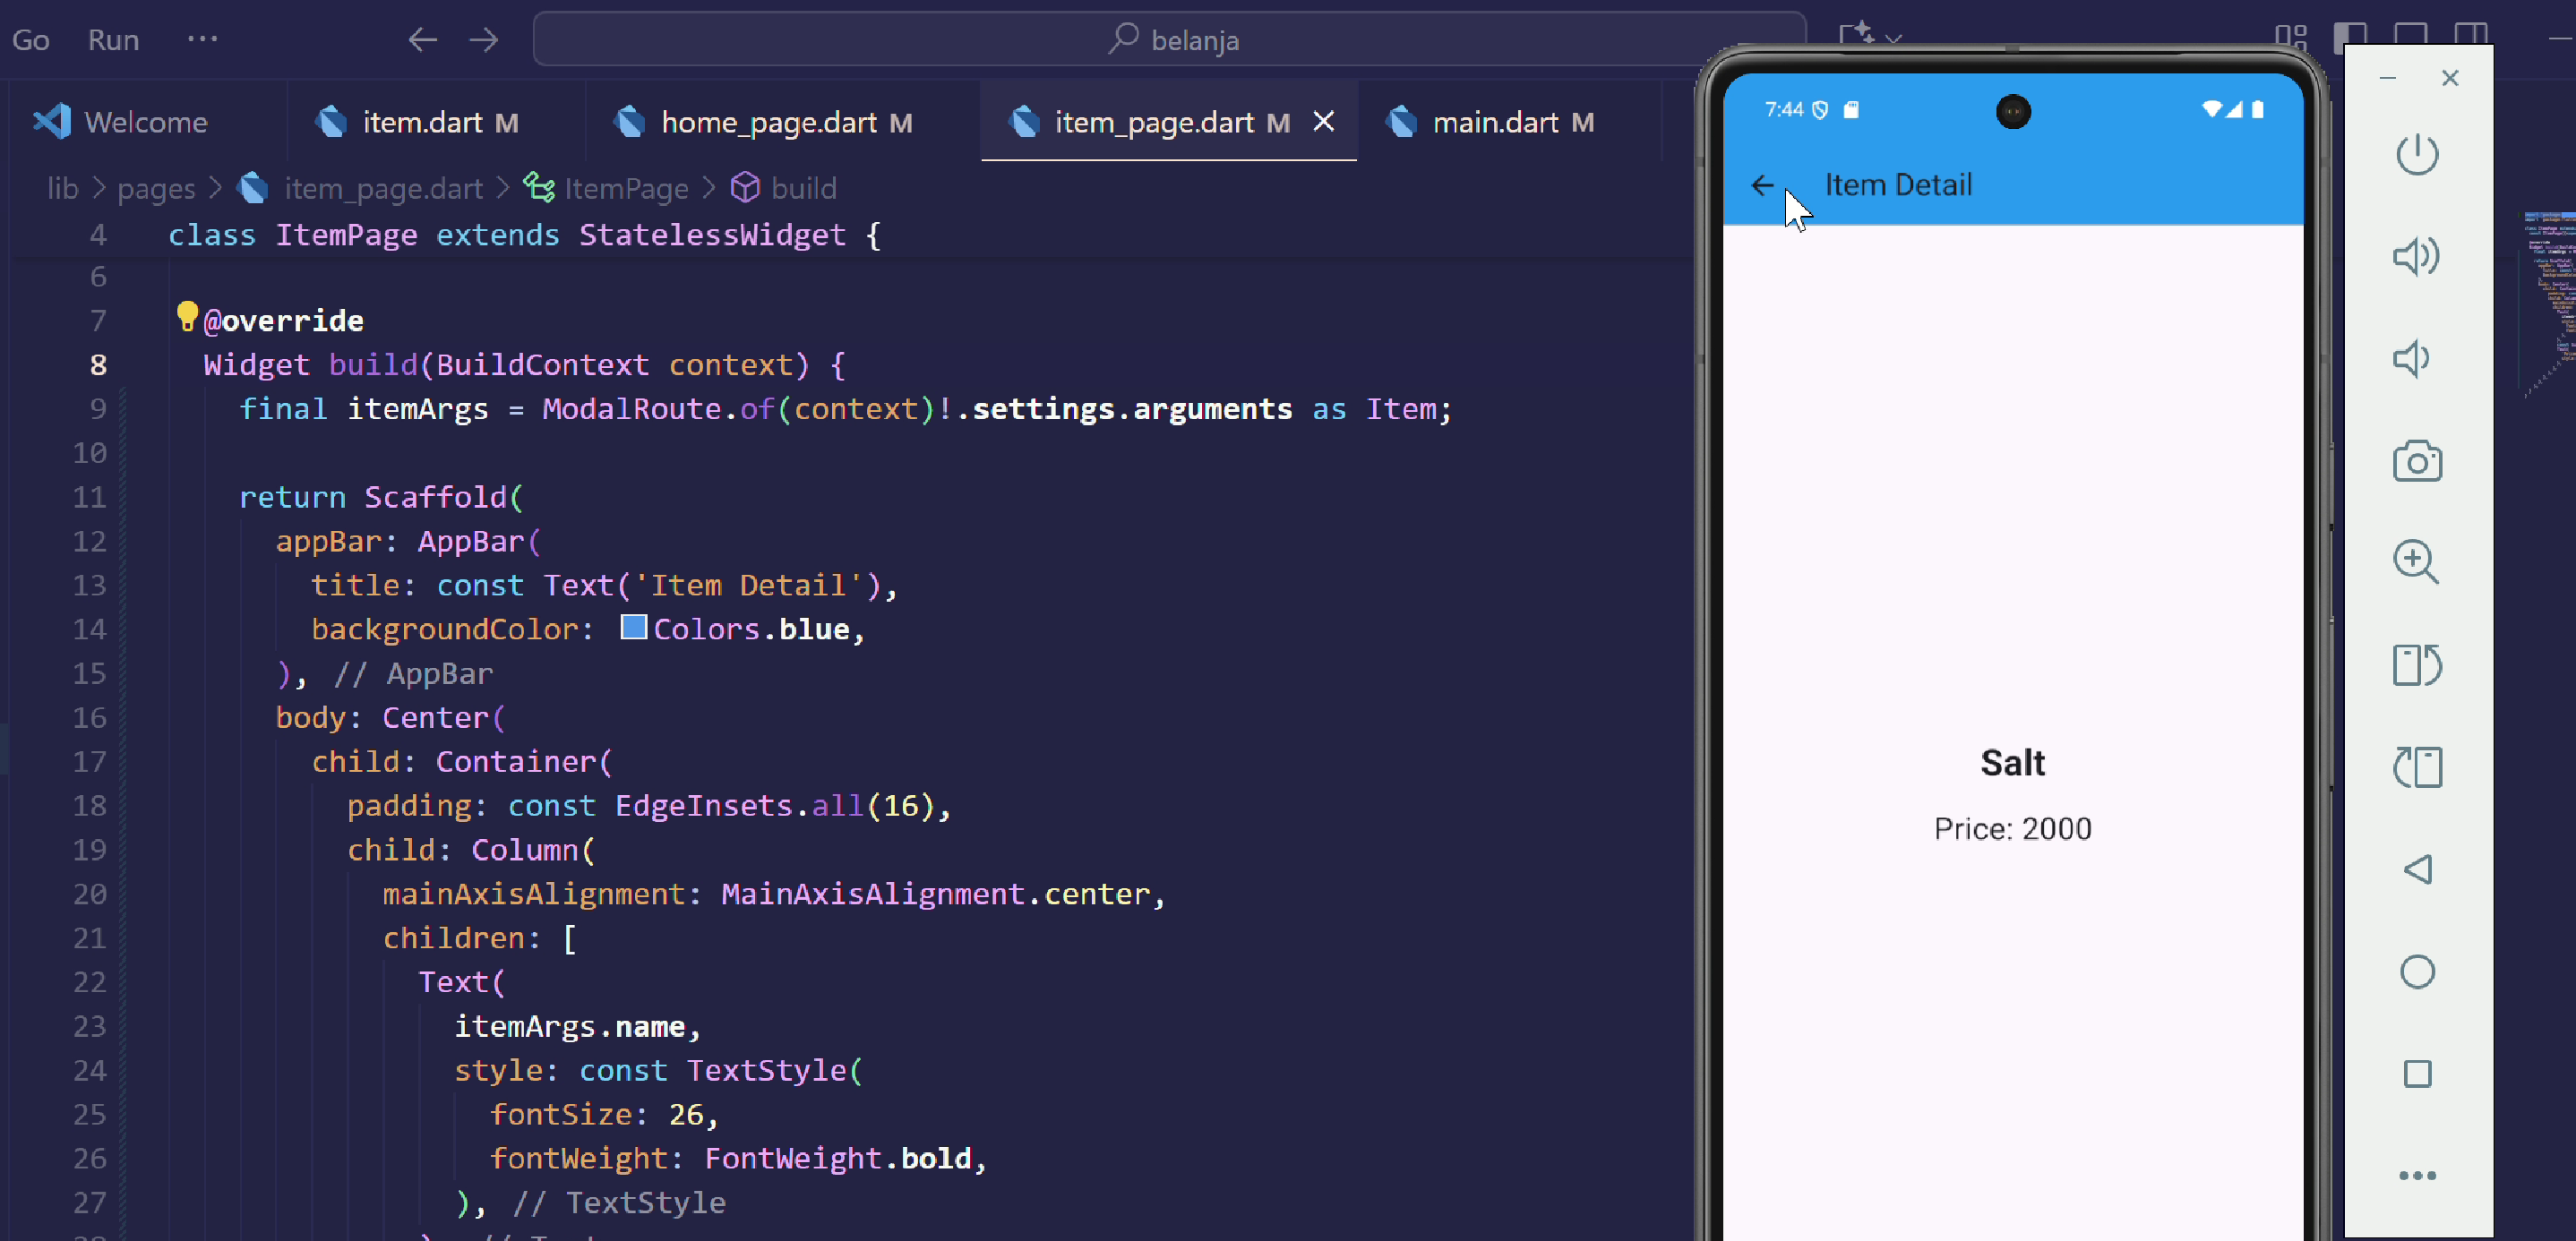 Go Run ··· belanja
Welcome item.dart M home_page.dart M item_page.dart M main.dart M
lib > pages > item_page.dart > ItemPage > build
4 class ItemPage extends StatelessWidget {
6
7 @override
8 Widget build(BuildContext context) {
9 final itemArgs = ModalRoute.of(context)!.settings.arguments as Item;
10
11 return Scaffold(
12 appBar: AppBar(
13 title: const Text('Item Detail'),
14 backgroundColor: Colors.blue,
15 ), // AppBar
16 body: Center(
17 child: Container(
18 padding: const EdgeInsets.all(16),
19 child: Column(
20 mainAxisAlignment: MainAxisAlignment.center,
21 children: [
22 Text(
23 itemArgs.name,
24 style: const TextStyle(
25 fontSize: 26,
26 fontWeight: FontWeight.bold,
27 ), // TextStyle
7:44
Item Detail
Salt
Price: 2000